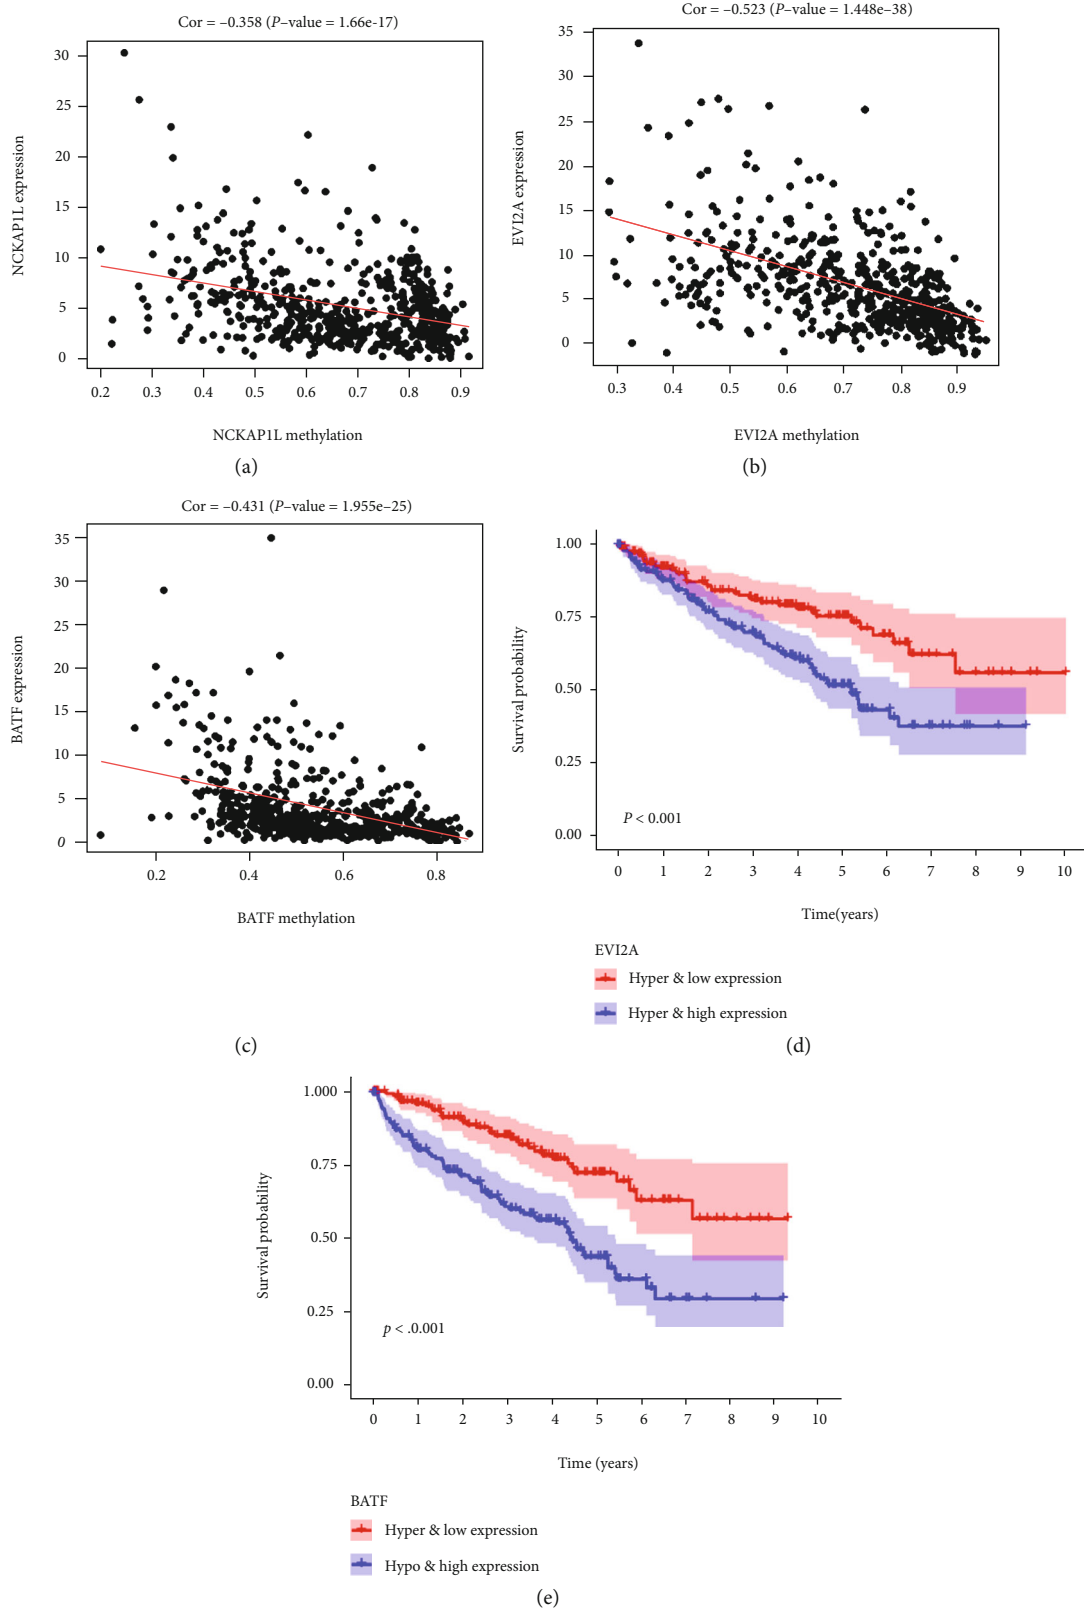 Cor = –0.358 (P–value = 1.66e-17)
30
25
20
15
10
5
0
NCKAP1L expression
0.2 0.3 0.4 0.5 0.6 0.7 0.8 0.9
NCKAP1L methylation
(a)
Cor = –0.523 (P–value = 1.448e–38)
35
30
25
20
15
10
5
0
EVI2A expression
0.3 0.4 0.5 0.6 0.7 0.8 0.9
EVI2A methylation
(b)
Cor = –0.431 (P–value = 1.955e–25)
35
30
25
20
15
10
5
0
BATF expression
0.2 0.4 0.6 0.8
BATF methylation
(c)
1.00
0.75
0.50
0.25
0.00
Survival probability
P < 0.001
0 1 2 3 4 5 6 7 8 9 10
Time(years)
EVI2A
Hyper & low expression
Hyper & high expression
(d)
1.000
0.75
0.50
0.25
0.00
Survival probability
p < .0.001
0 1 2 3 4 5 6 7 8 9 10
Time (years)
BATF
Hyper & low expression
Hypo & high expression
(e)